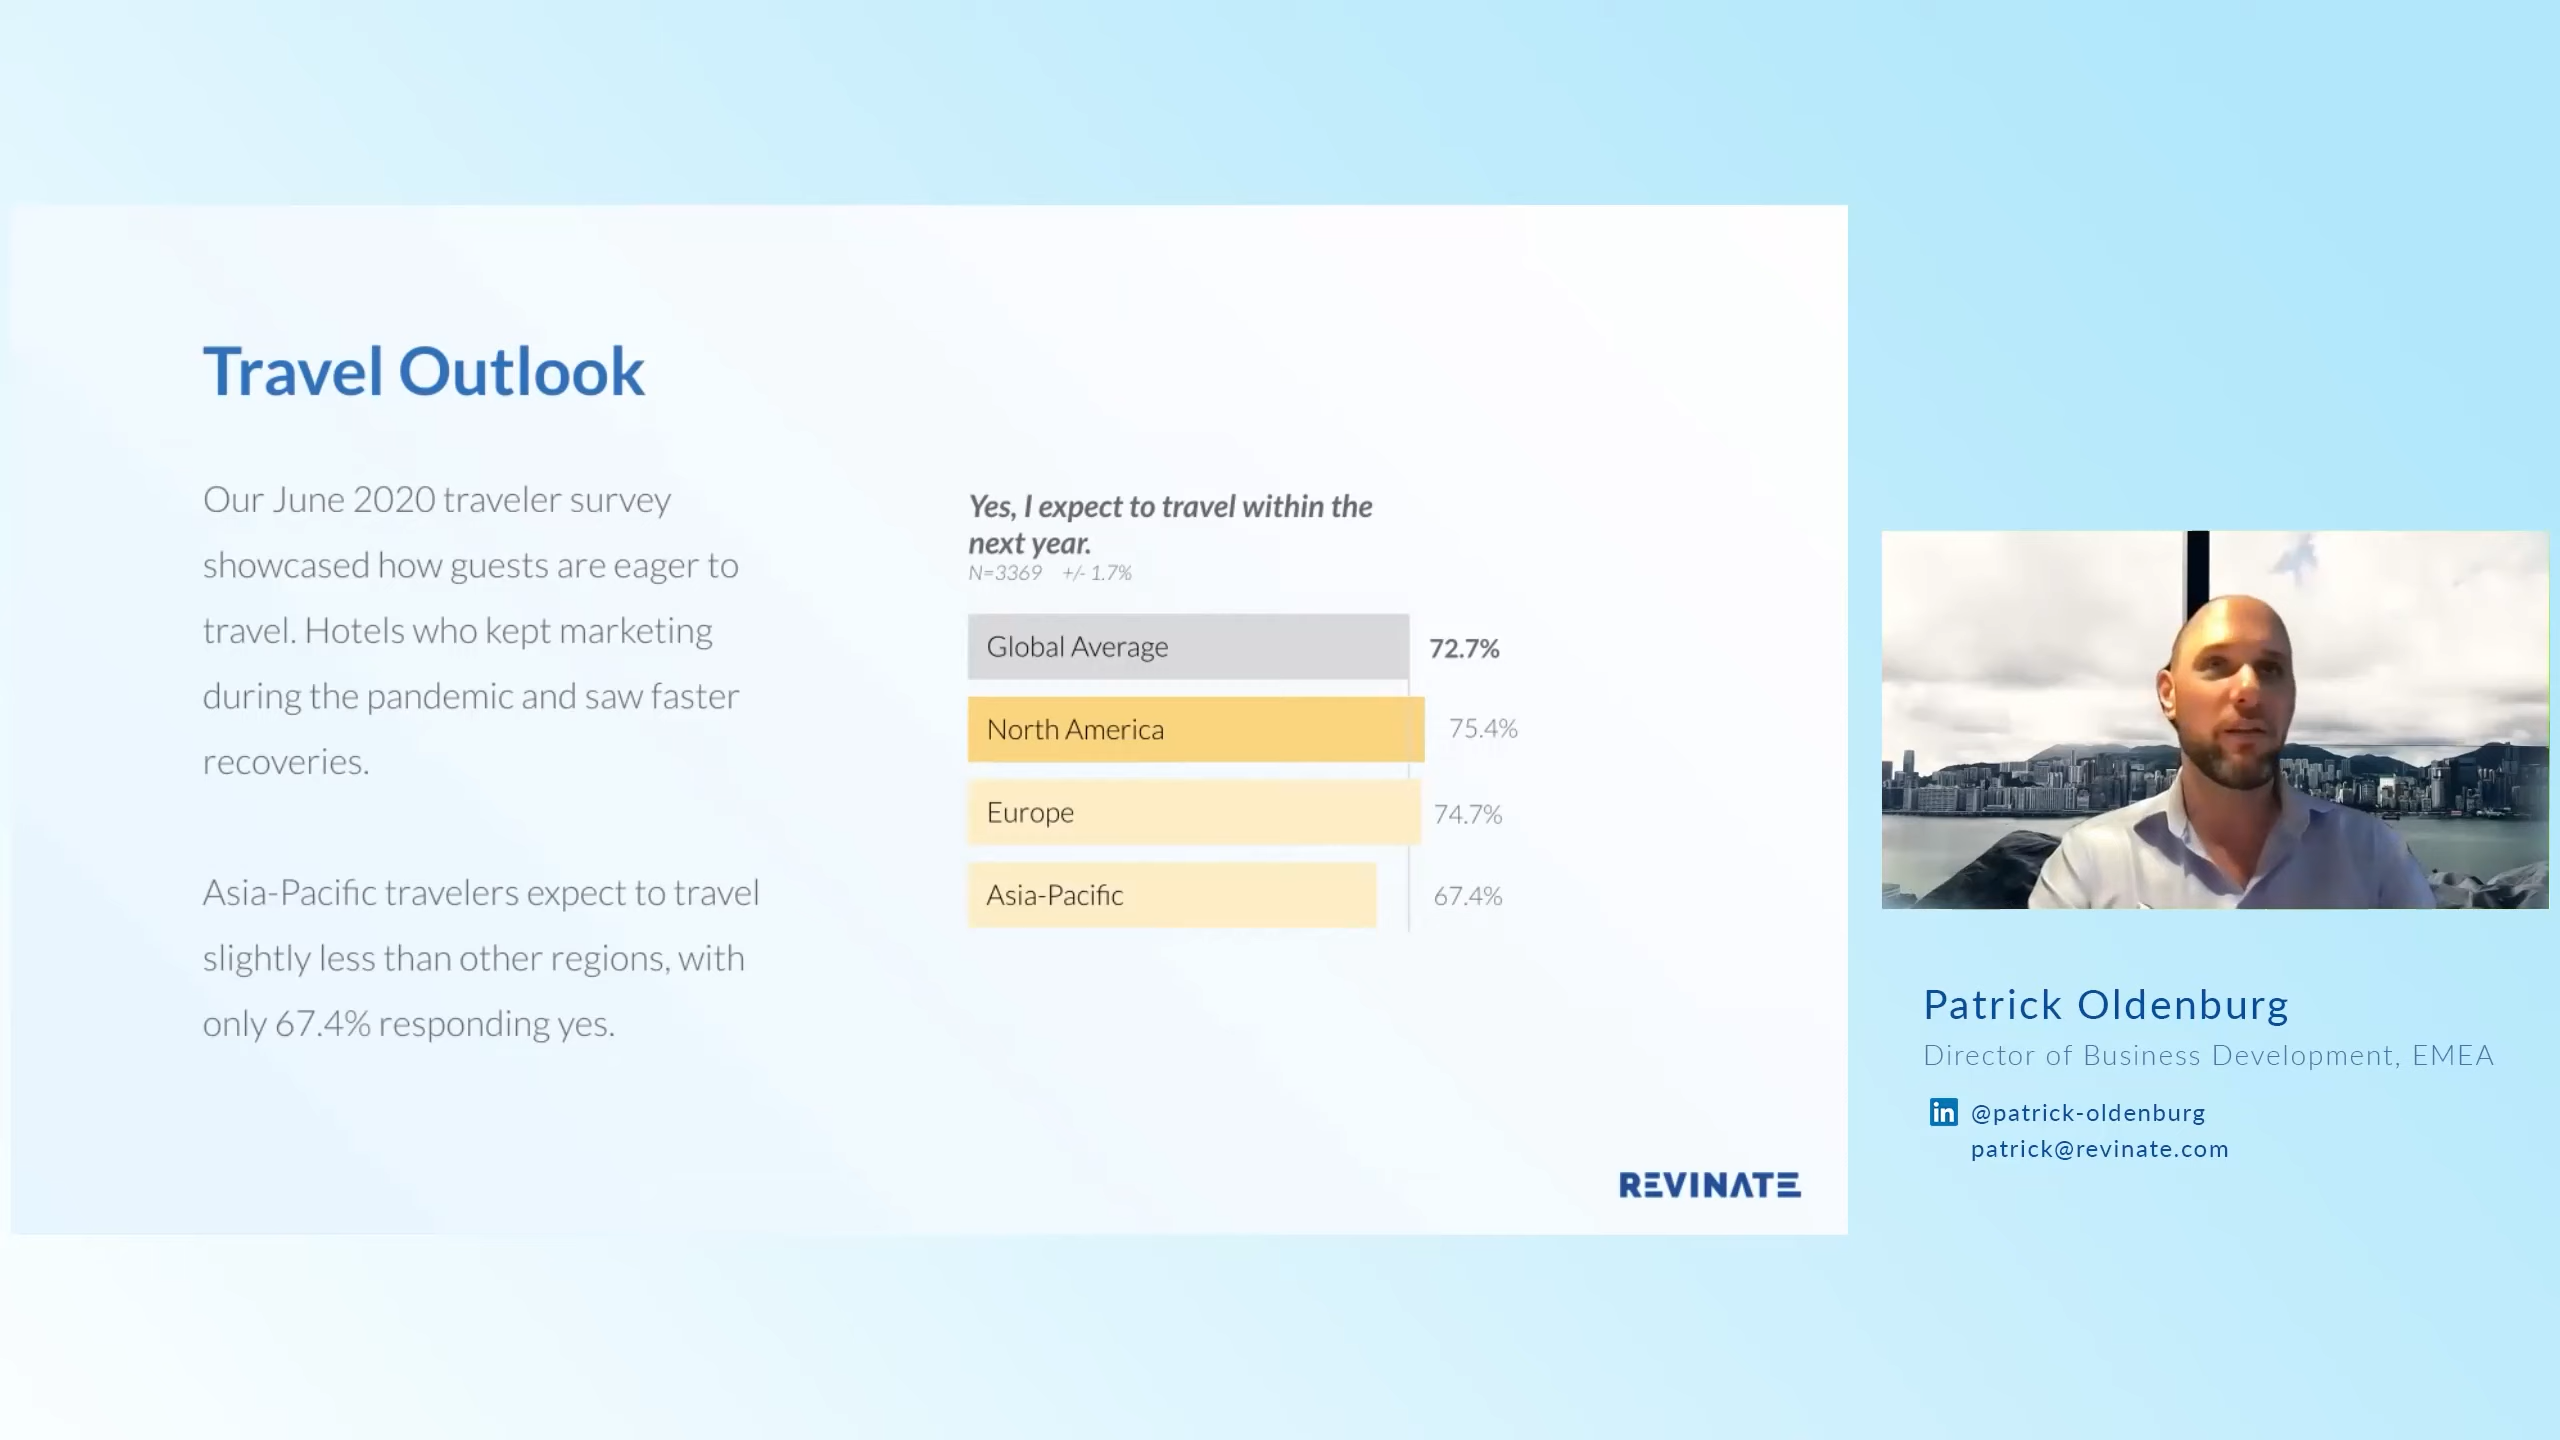 Travel Outlook
Our June 2020 traveler survey
showcased how guests are eager to
travel. Hotels who kept marketing
during the pandemic and saw faster
recoveries.
Asia-Pacific travelers expect to travel
slightly less than other regions, with
only 67.4% responding yes.
Yes, I expect to travel within the
next year.
N=3369 +/- 1.7%
Global Average 72.7%
North America 75.4%
Europe 74.7%
Asia-Pacific 67.4%
REVINATE
Patrick Oldenburg
Director of Business Development, EMEA
in @patrick-oldenburg
patrick@revinate.com